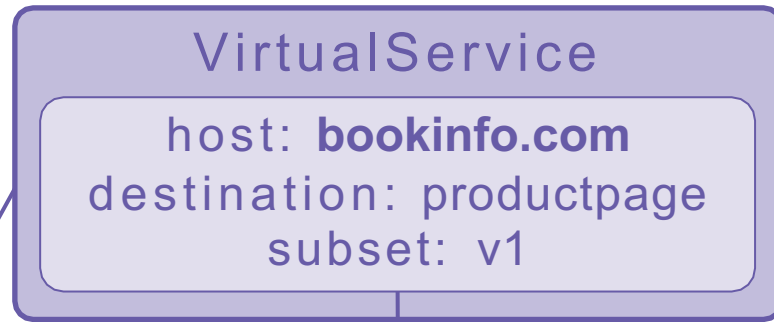 VirtualService
host: bookinfo.com
destination: productpage
subset: v1